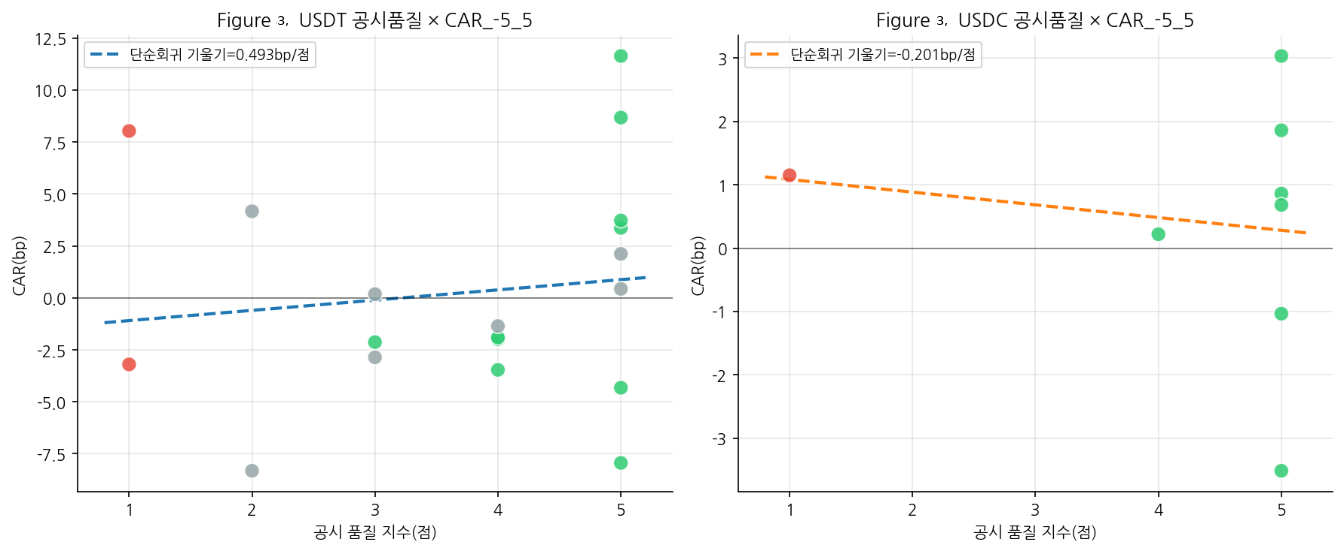 Figure 3. USDT 공시품질 × CAR_-5_5
단순회귀 기울기=0.493bp/점
CAR(bp)
12.5
10.0
7.5
5.0
2.5
0.0
-2.5
-5.0
-7.5
1 2 3 4 5
공시 품질 지수(점)
Figure 3. USDC 공시품질 × CAR_-5_5
단순회귀 기울기=-0.201bp/점
CAR(bp)
3
2
1
0
-1
-2
-3
1 2 3 4 5
공시 품질 지수(점)